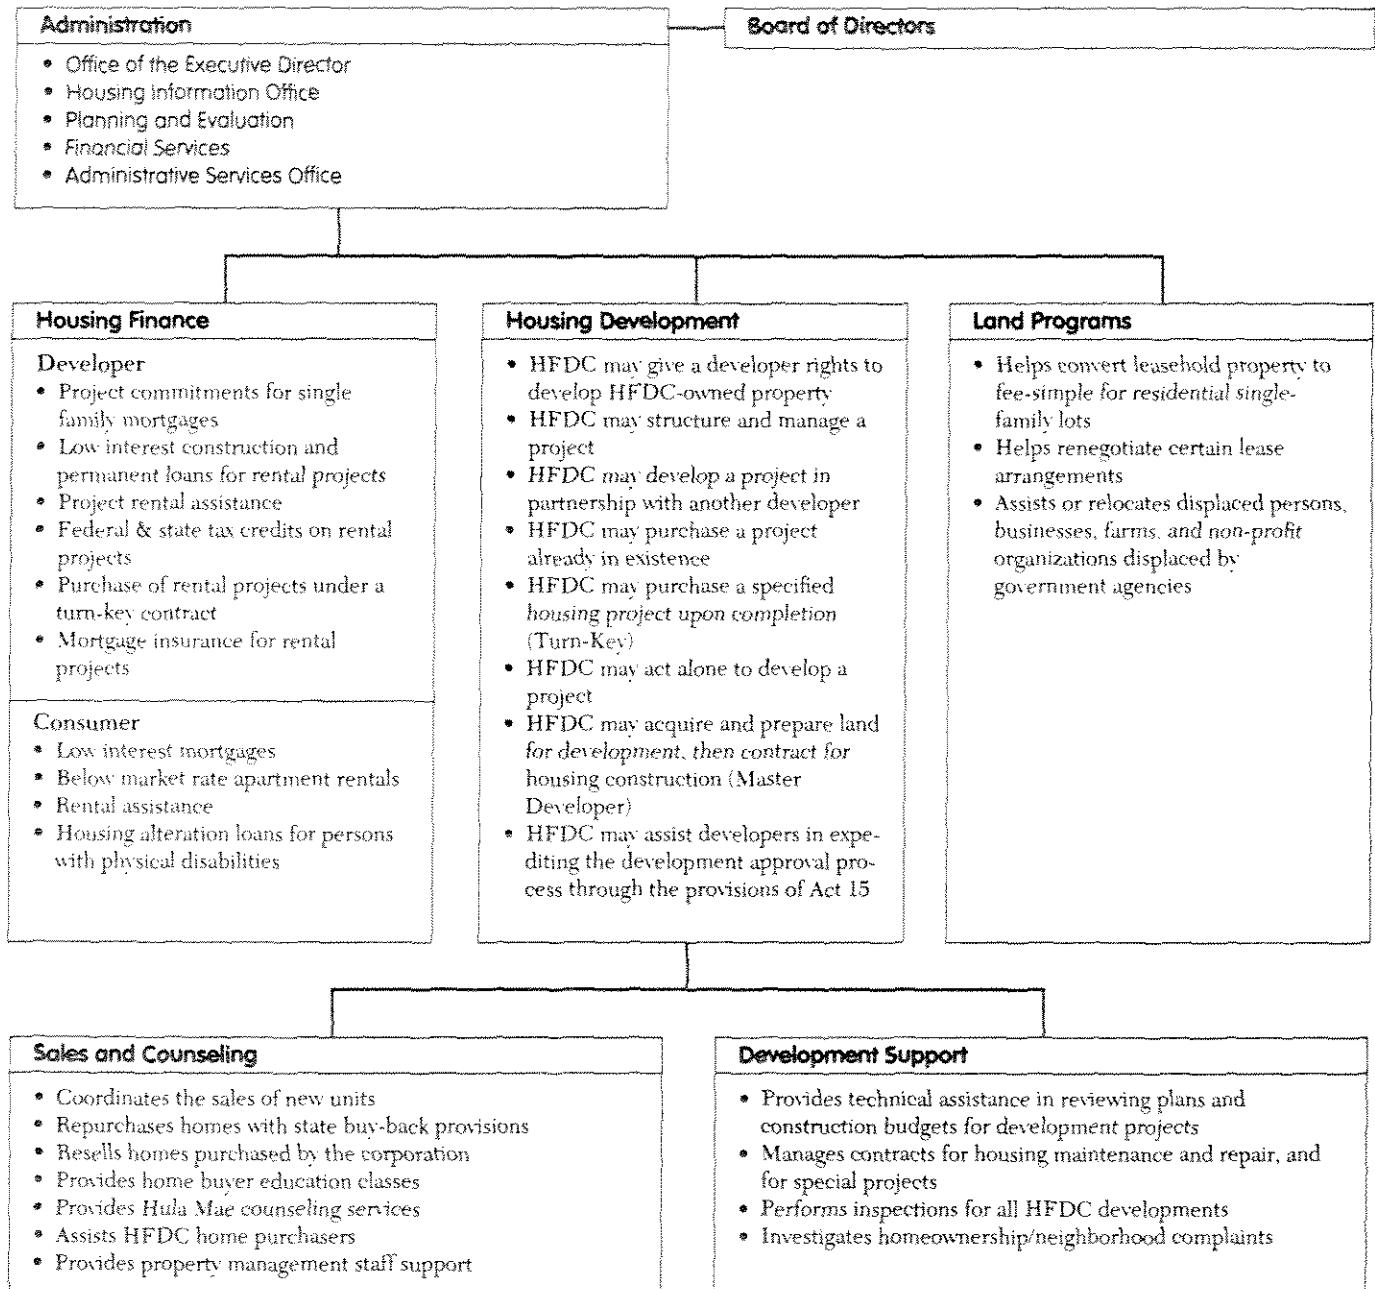 Administration
• Office of the Executive Director
• Housing Information Office
• Planning and Evaluation
• Financial Services
• Administrative Services Office
Board of Directors
Housing Finance
Developer
• Project commitments for single
family mortgages
• Low interest construction and
permanent loans for rental projects
• Project rental assistance
• Federal & state tax credits on rental
projects
• Purchase of rental projects under a
turn-key contract
• Mortgage insurance for rental
projects
Consumer
• Low interest mortgages
• Below market rate apartment rentals
• Rental assistance
• Housing alteration loans for persons
with physical disabilities
Housing Development
• HFDC may give a developer rights to
develop HFDC-owned property
• HFDC may structure and manage a
project
• HFDC may develop a project in
partnership with another developer
• HFDC may purchase a project
already in existence
• HFDC may purchase a specified
housing project upon completion
(Turn-Key)
• HFDC may act alone to develop a
project
• HFDC may acquire and prepare land
for development, then contract for
housing construction (Master
Developer)
• HFDC may assist developers in expe-
diting the development approval pro-
cess through the provisions of Act 15
Land Programs
• Helps convert leasehold property to
fee-simple for residential single-
family lots
• Helps renegotiate certain lease
arrangements
• Assists or relocates displaced persons,
businesses, farms, and non-profit
organizations displaced by
government agencies
Sales and Counseling
• Coordinates the sales of new units
• Repurchases homes with state buy-back provisions
• Resells homes purchased by the corporation
• Provides home buyer education classes
• Provides Hula Mae counseling services
• Assists HFDC home purchasers
• Provides property management staff support
Development Support
• Provides technical assistance in reviewing plans and
construction budgets for development projects
• Manages contracts for housing maintenance and repair, and
for special projects
• Performs inspections for all HFDC developments
• Investigates homeownership/neighborhood complaints